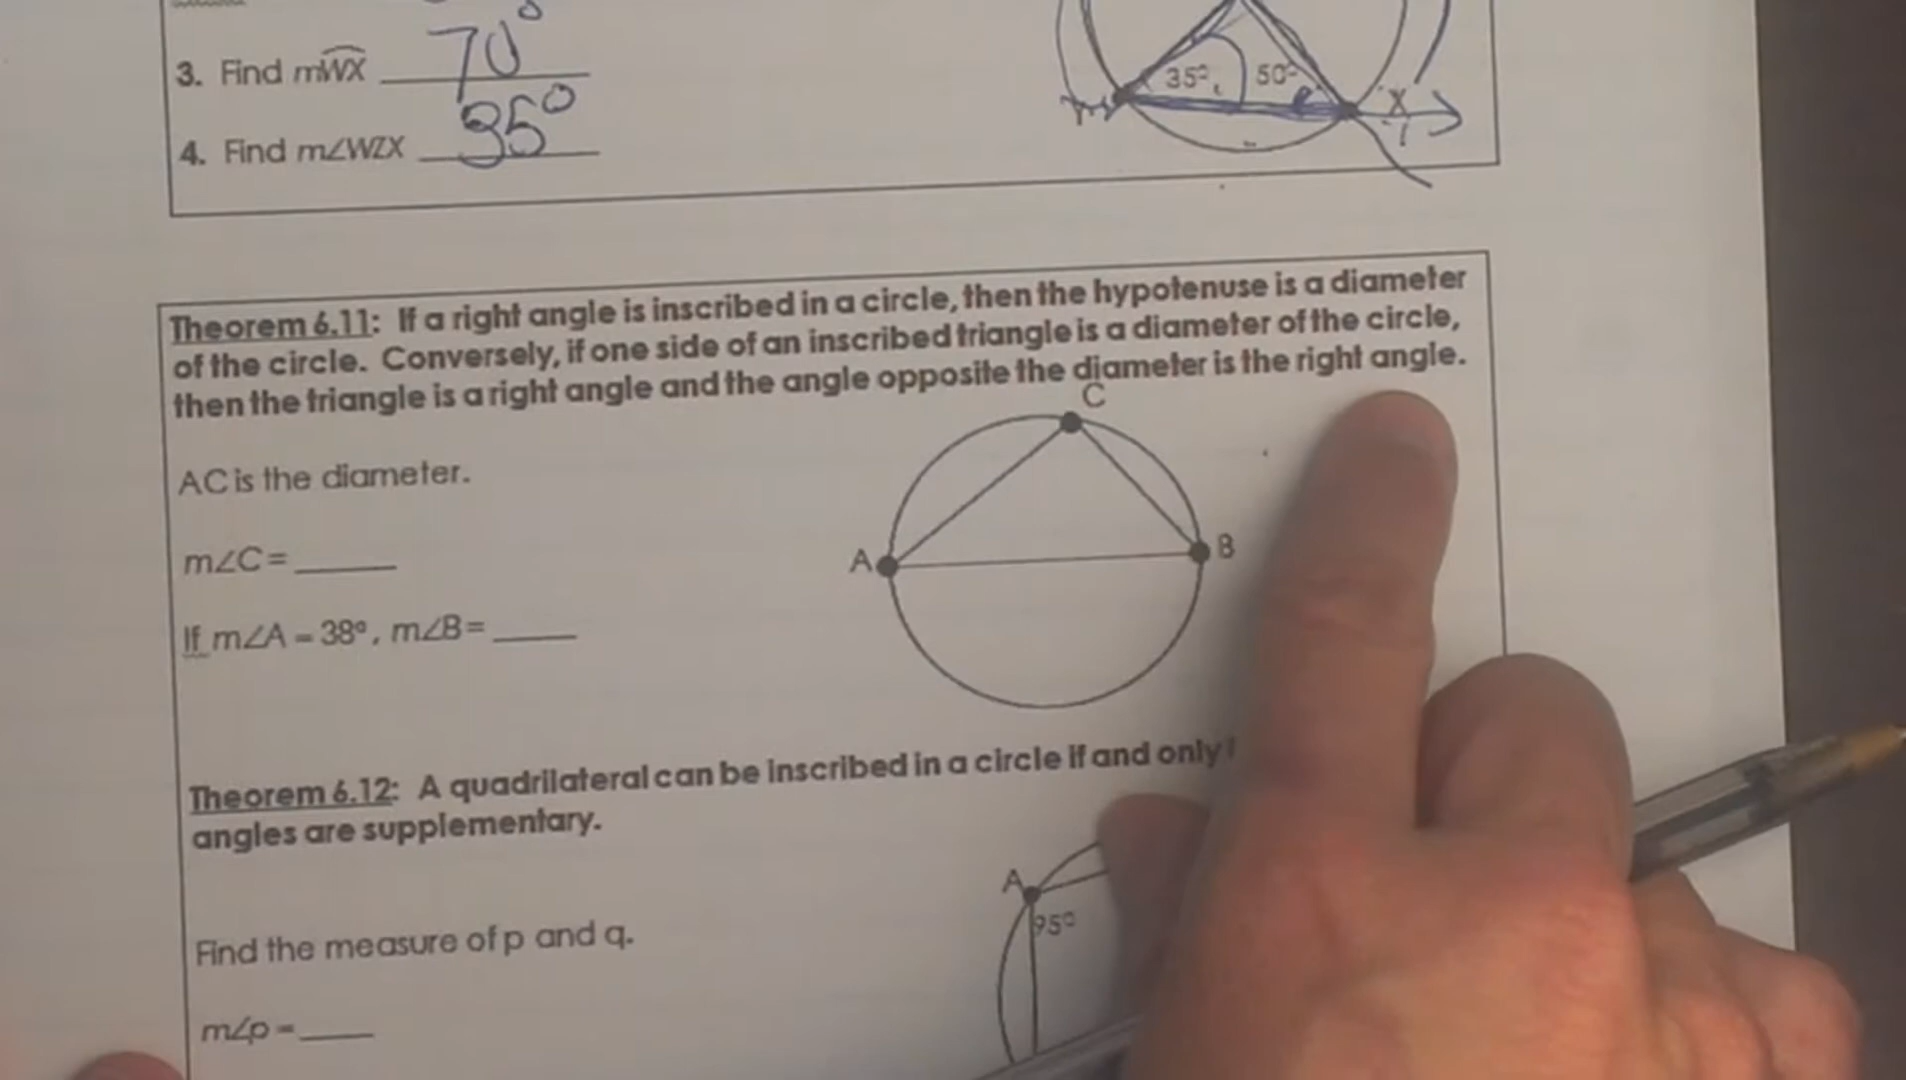 3. Find mWX 70°
35° 50° X
4. Find m∠WZX 35°
Theorem 6.11: If a right angle is inscribed in a circle, then the hypotenuse is a diameter
of the circle. Conversely, if one side of an inscribed triangle is a diameter of the circle,
then the triangle is a right angle and the angle opposite the diameter is the right angle.
C
AC is the diameter.
A B
m∠C=
If m∠A = 38°, m∠B=
Theorem 6.12: A quadrilateral can be inscribed in a circle if and only
angles are supplementary.
A
95°
Find the measure of p and q.
m∠p =